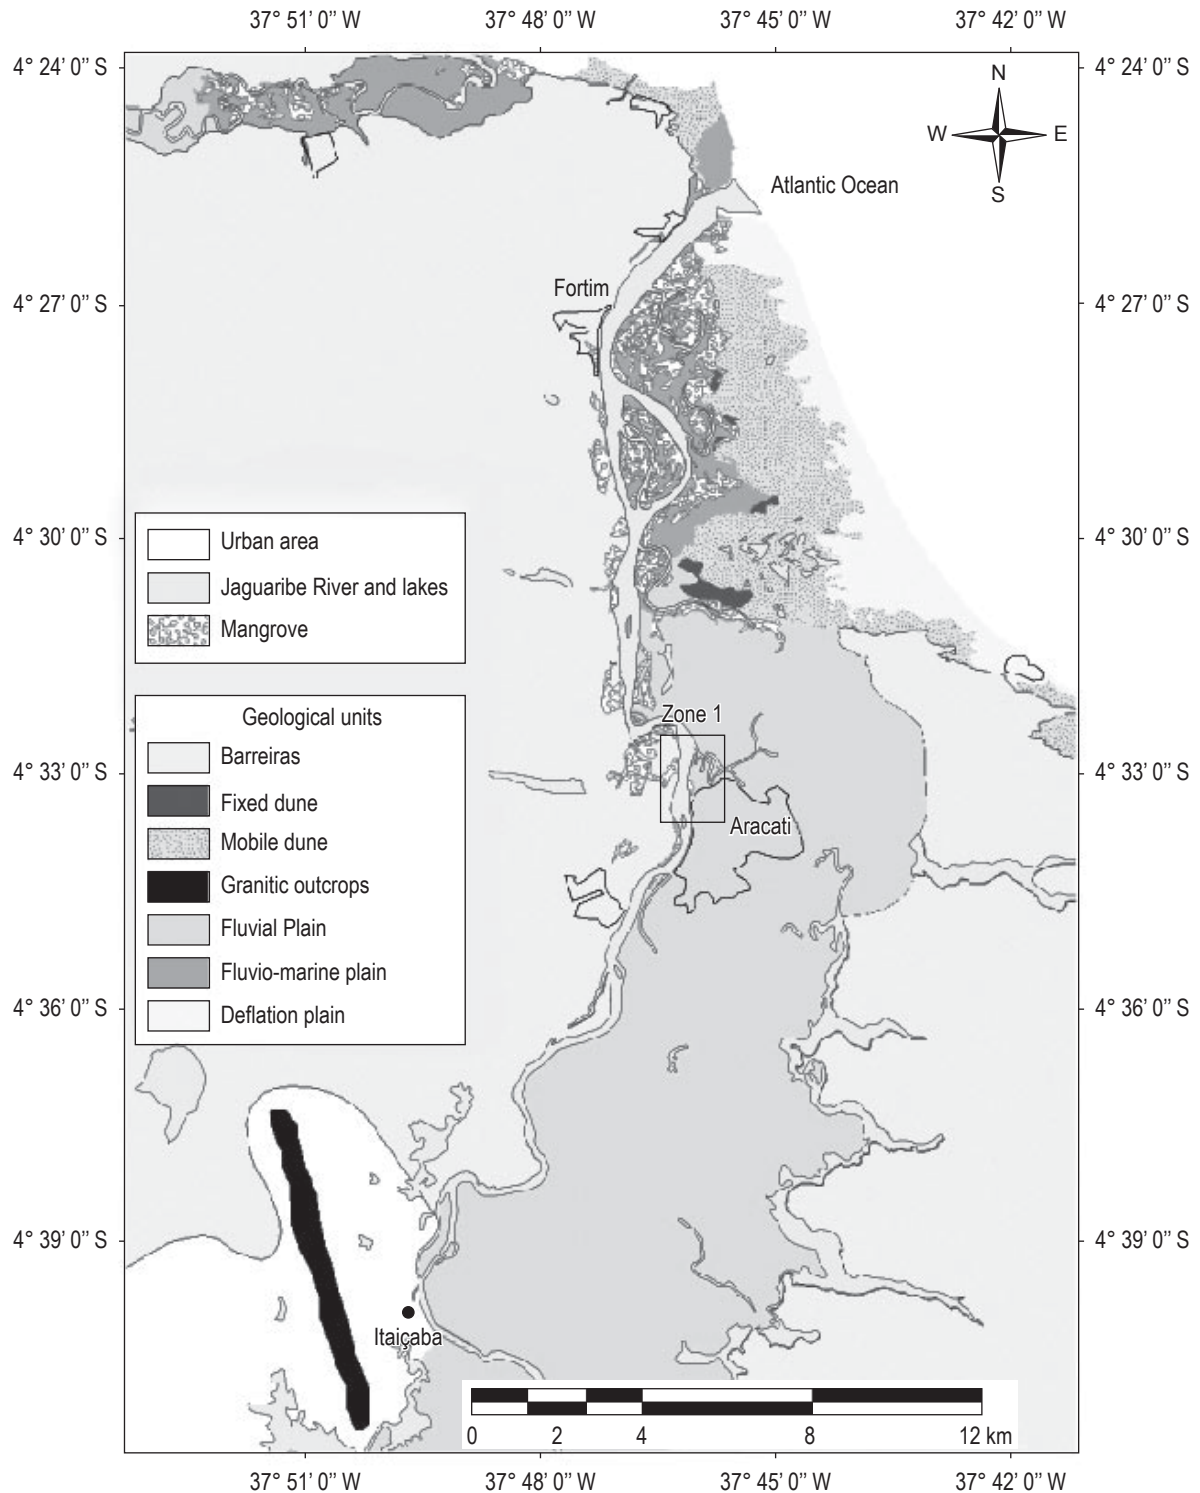 37° 51’ 0’’ W 37° 48’ 0’’ W 37° 45’ 0’’ W 37° 42’ 0’’ W
4° 24’ 0’’ S 4° 24’ 0’’ S
N
W E
S
Atlantic Ocean
Fortim
4° 27’ 0’’ S 4° 27’ 0’’ S
4° 30’ 0’’ S 4° 30’ 0’’ S
Urban area
Jaguaribe River and lakes
Mangrove
Zone 1
Geological units
Barreiras
Fixed dune
Mobile dune
Granitic outcrops
Fluvial Plain
Fluvio-marine plain
Deflation plain
4° 33’ 0’’ S 4° 33’ 0’’ S
Aracati
4° 36’ 0’’ S 4° 36’ 0’’ S
4° 39’ 0’’ S 4° 39’ 0’’ S
Itaiçaba
0 2 4 8 12 km
37° 51’ 0’’ W 37° 48’ 0’’ W 37° 45’ 0’’ W 37° 42’ 0’’ W